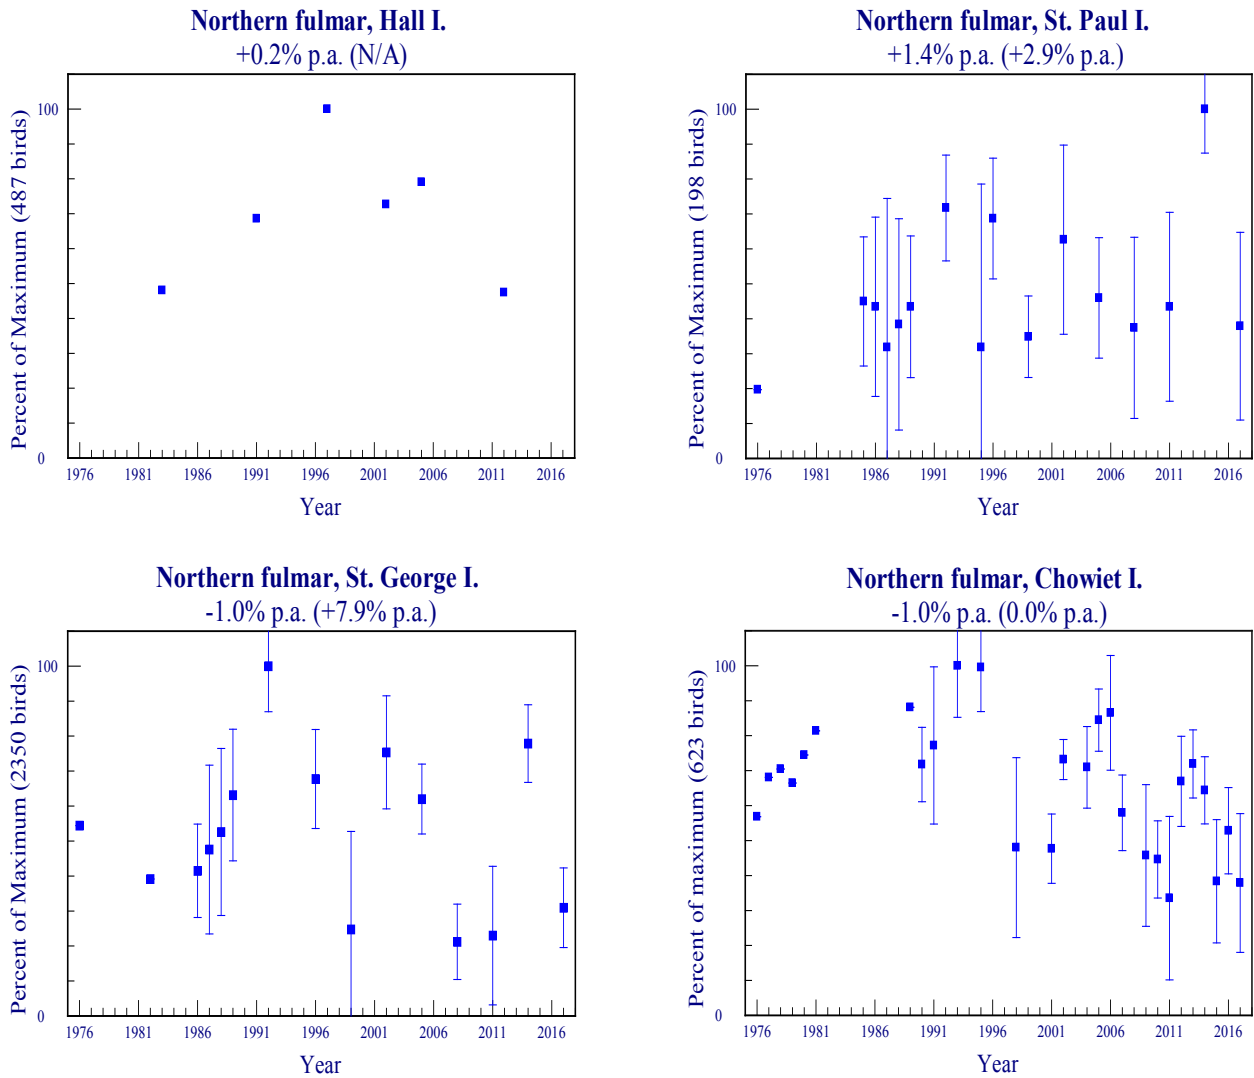 Northern fulmar, Hall I.
+0.2% p.a. (N/A)
Percent of Maximum (487 birds)
100
0
1976 1981 1986 1991 1996 2001 2006 2011 2016
Year
Northern fulmar, St. Paul I.
+1.4% p.a. (+2.9% p.a.)
Percent of Maximum (198 birds)
100
0
1976 1981 1986 1991 1996 2001 2006 2011 2016
Year
Northern fulmar, St. George I.
-1.0% p.a. (+7.9% p.a.)
Percent of Maximum (2350 birds)
100
0
1976 1981 1986 1991 1996 2001 2006 2011 2016
Year
Northern fulmar, Chowiet I.
-1.0% p.a. (0.0% p.a.)
Percent of maximum (623 birds)
100
0
1976 1981 1986 1991 1996 2001 2006 2011 2016
Year